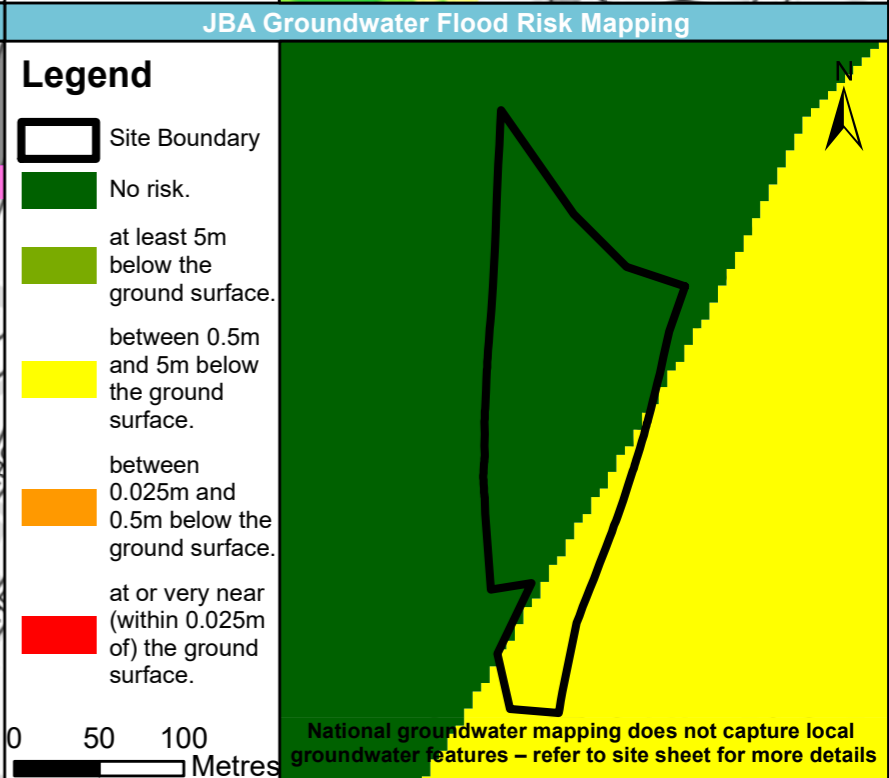 JBA Groundwater Flood Risk Mapping
Legend
Site Boundary
No risk.
at least 5m
below the
ground surface.
between 0.5m
and 5m below
the ground
surface.
between
0.025m and
0.5m below the
ground surface.
at or very near
(within 0.025m
of) the ground
surface.
0 50 100
Metres
N
National groundwater mapping does not capture local
groundwater features – refer to site sheet for more details